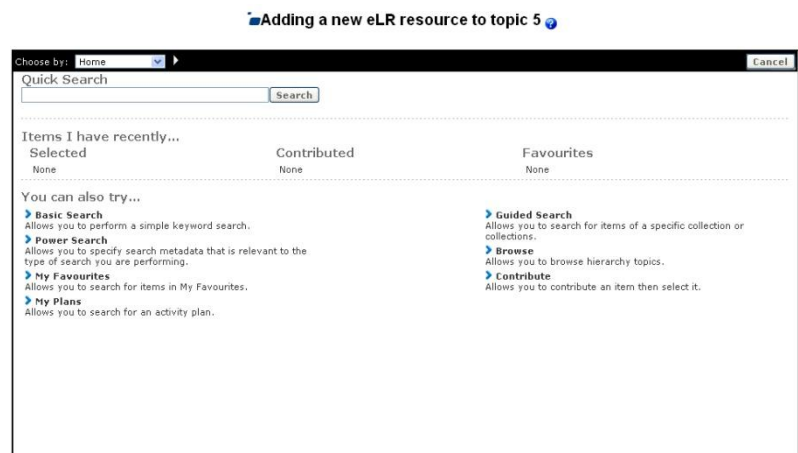 Adding a new eLR resource to topic 5
Choose by: Home Cancel
Quick Search
Search
Items I have recently...
Selected Contributed Favourites
None None None
You can also try...
Basic Search
Allows you to perform a simple keyword search.
Power Search
Allows you to specify search metadata that is relevant to the
type of search you are performing.
My Favourites
Allows you to search for items in My Favourites.
My Plans
Allows you to search for an activity plan.
Guided Search
Allows you to search for items of a specific collection or
collections.
Browse
Allows you to browse hierarchy topics.
Contribute
Allows you to contribute an item then select it.